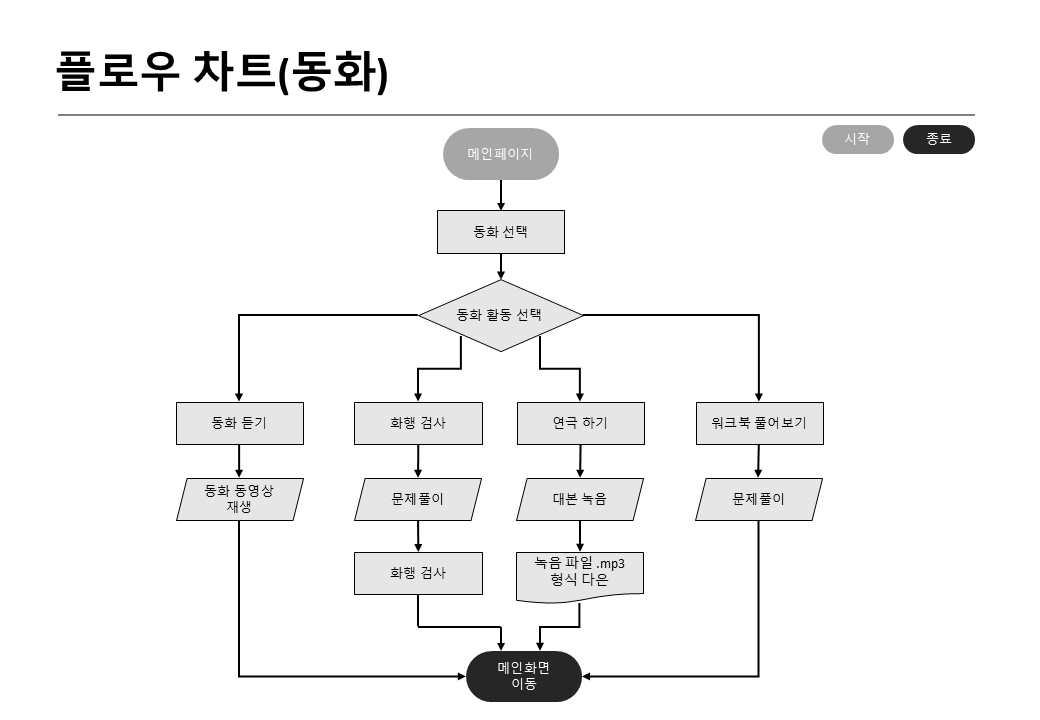 플로우 차트(동화)
시작
종료
메인페이지
동화 선택
동화 활동 선택
동화 듣기
화행 검사
연극 하기
워크북 풀어보기
동화 동영상
재생
문제풀이
대본 녹음
문제풀이
화행 검사
녹음 파일 .mp3
형식 다운
메인화면
이동